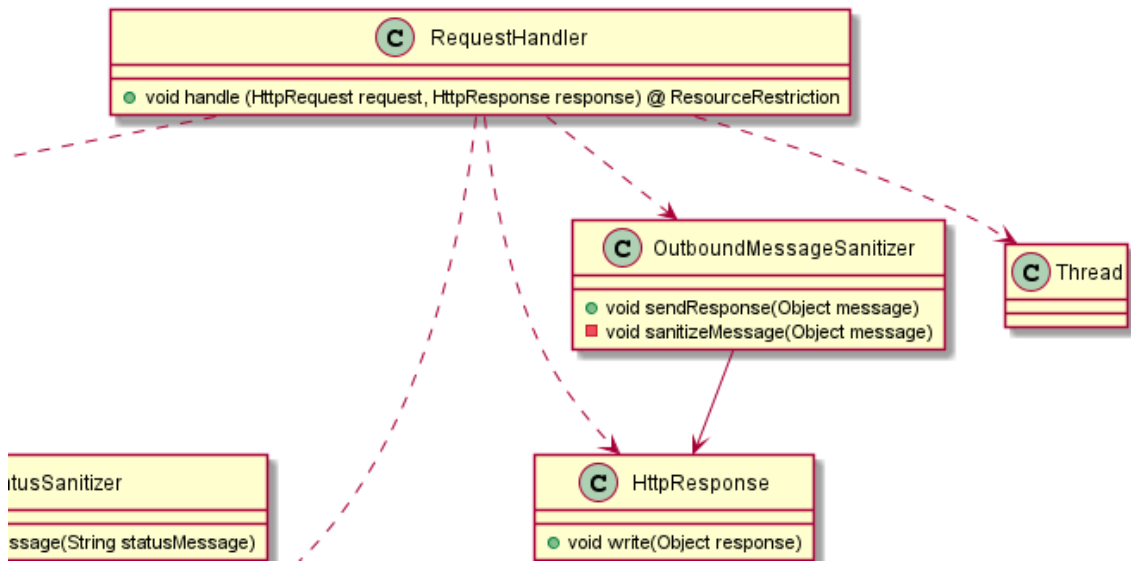 C RequestHandler
void handle (HttpRequest request, HttpResponse response) @ ResourceRestriction
C OutboundMessageSanitizer
void sendResponse(Object message)
void sanitizeMessage(Object message)
C Thread
tusSanitizer
ssage(String statusMessage)
C HttpResponse
void write(Object response)